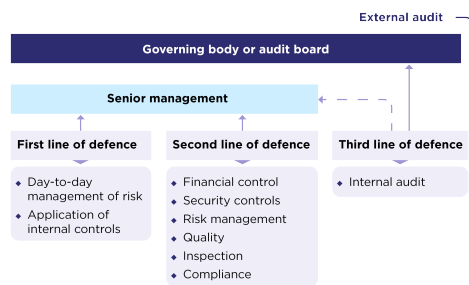 External audit
Governing body or audit board
Senior management
First line of defence
Day-to-day
management of risk
Application of
internal controls
Second line of defence
Financial control
Security controls
Risk management
Quality
Inspection
Compliance
Third line of defence
Internal audit